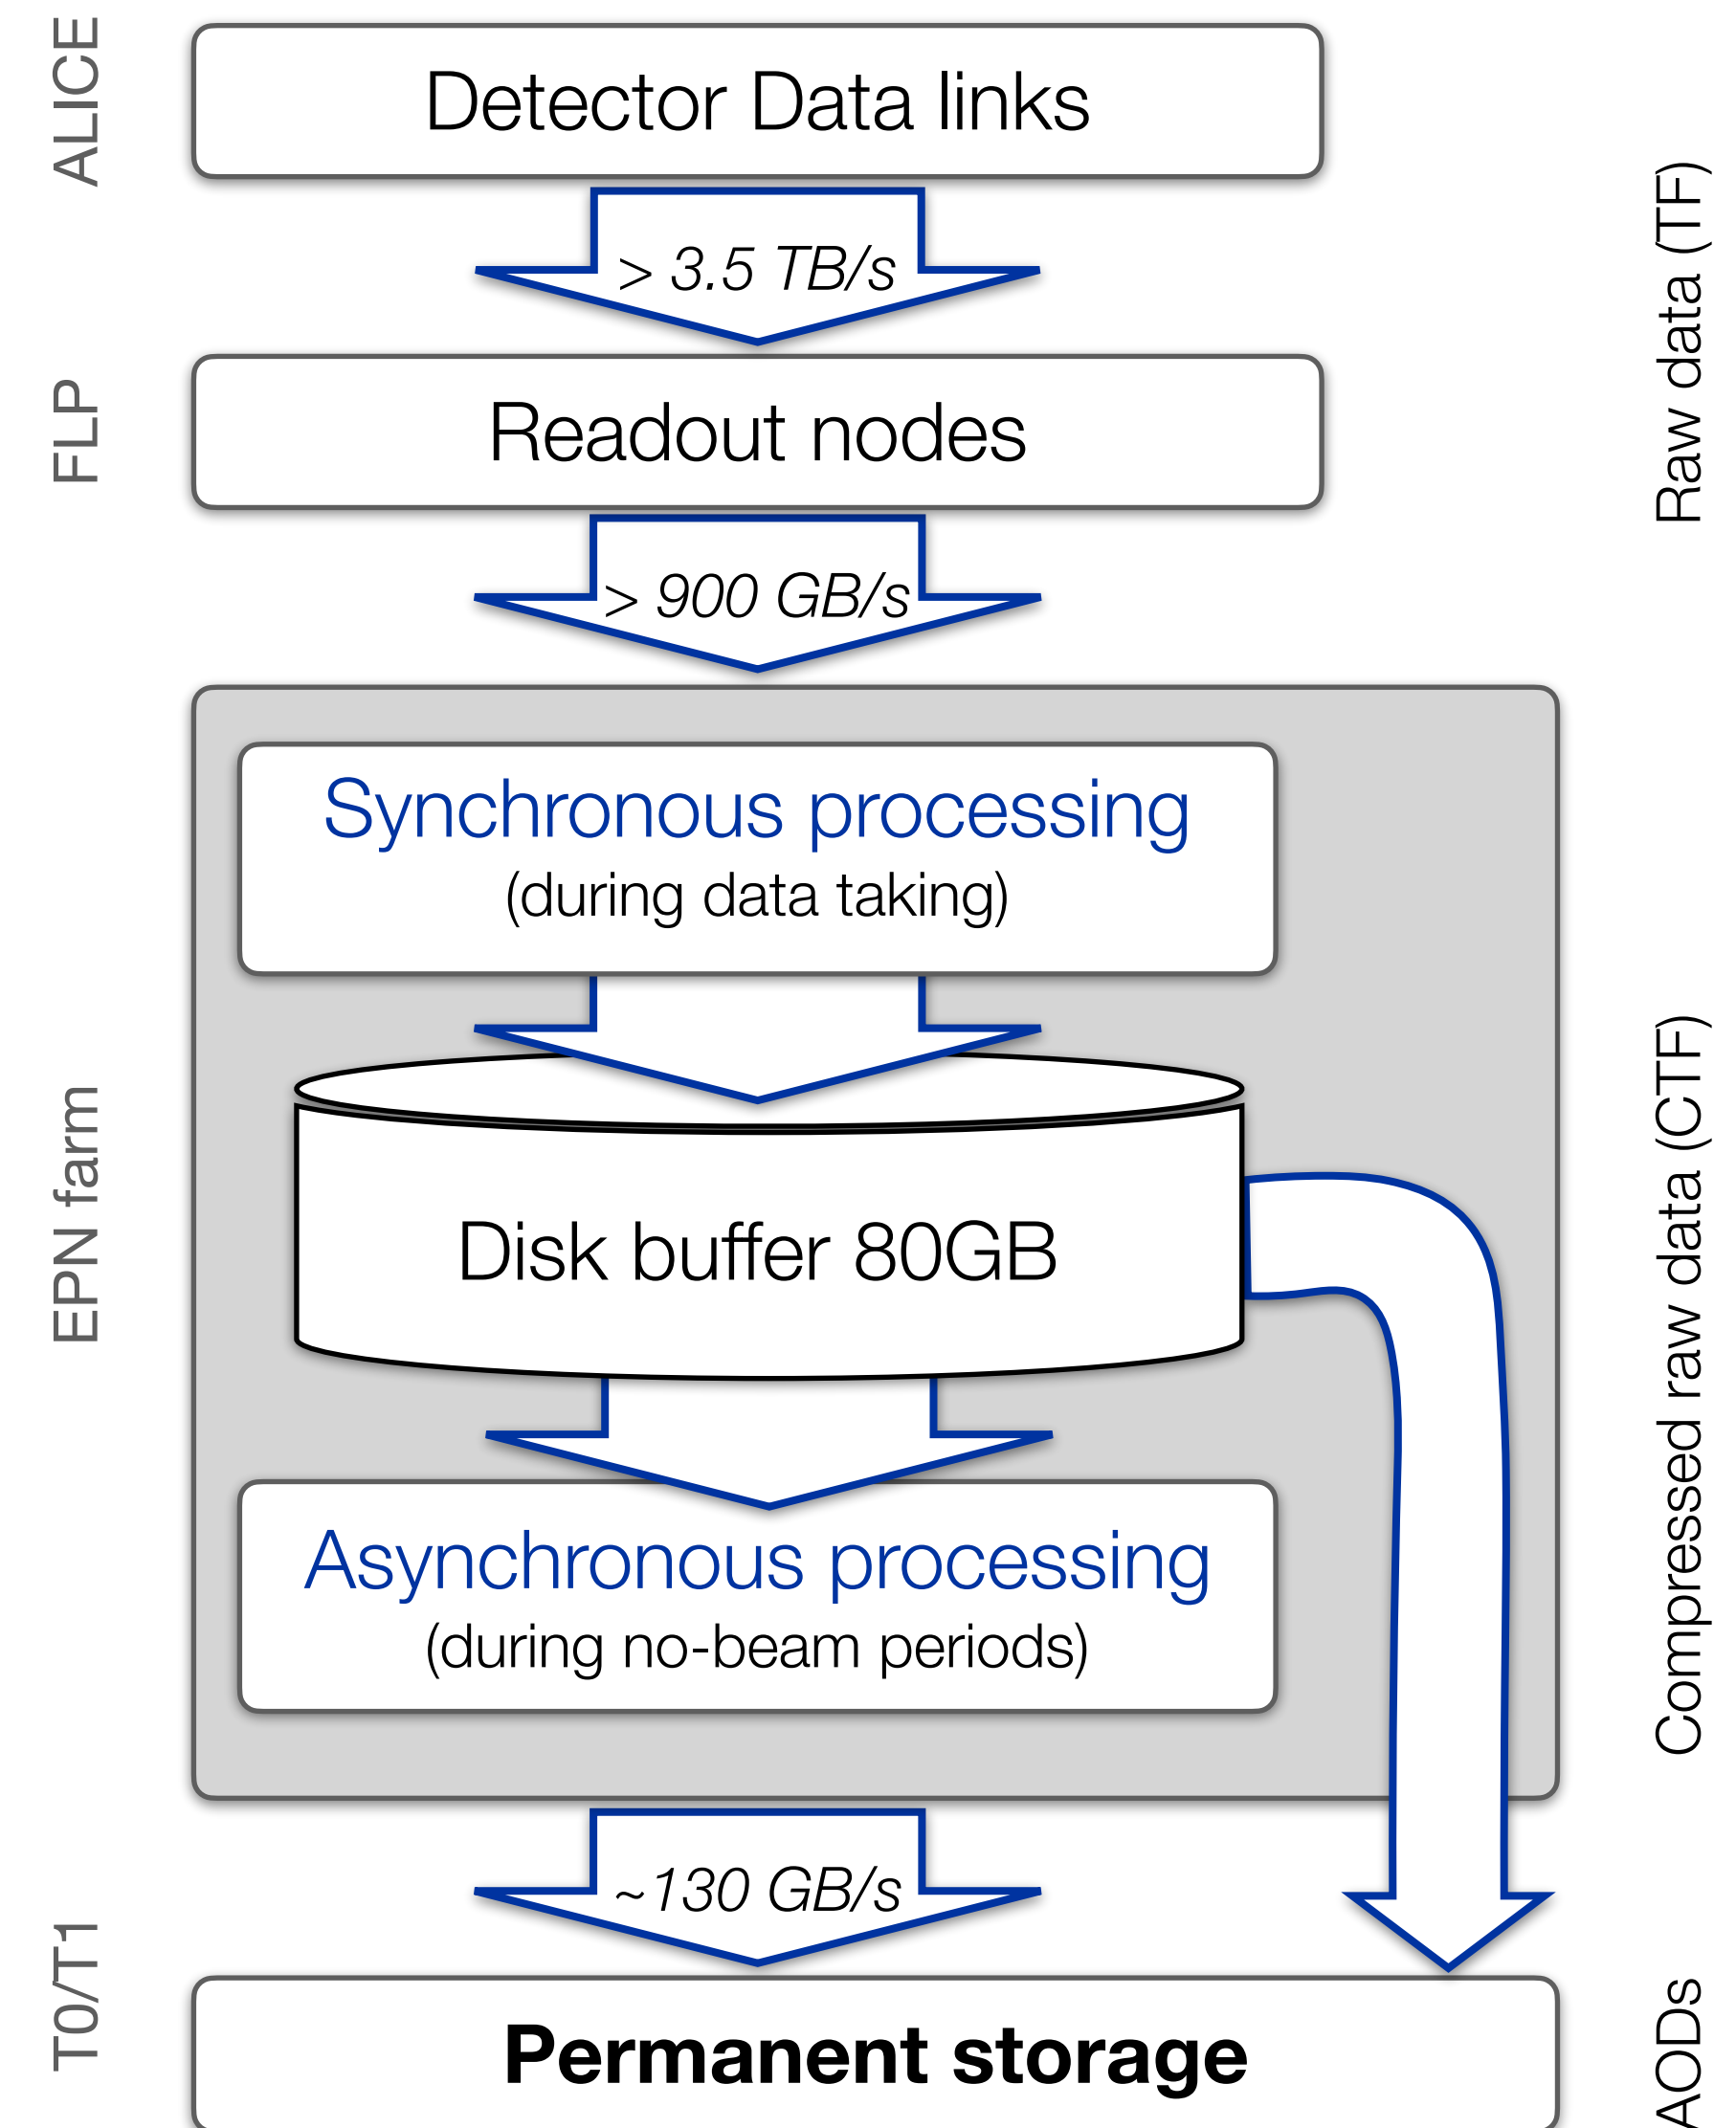 ALICE
Detector Data links
> 3.5 TB/s
Raw data (TF)
FLP
Readout nodes
> 900 GB/s
Synchronous processing
(during data taking)
EPN farm
Disk buffer 80GB
Compressed raw data (CTF)
Asynchronous processing
(during no-beam periods)
~130 GB/s
T0/T1
Permanent storage
AODs